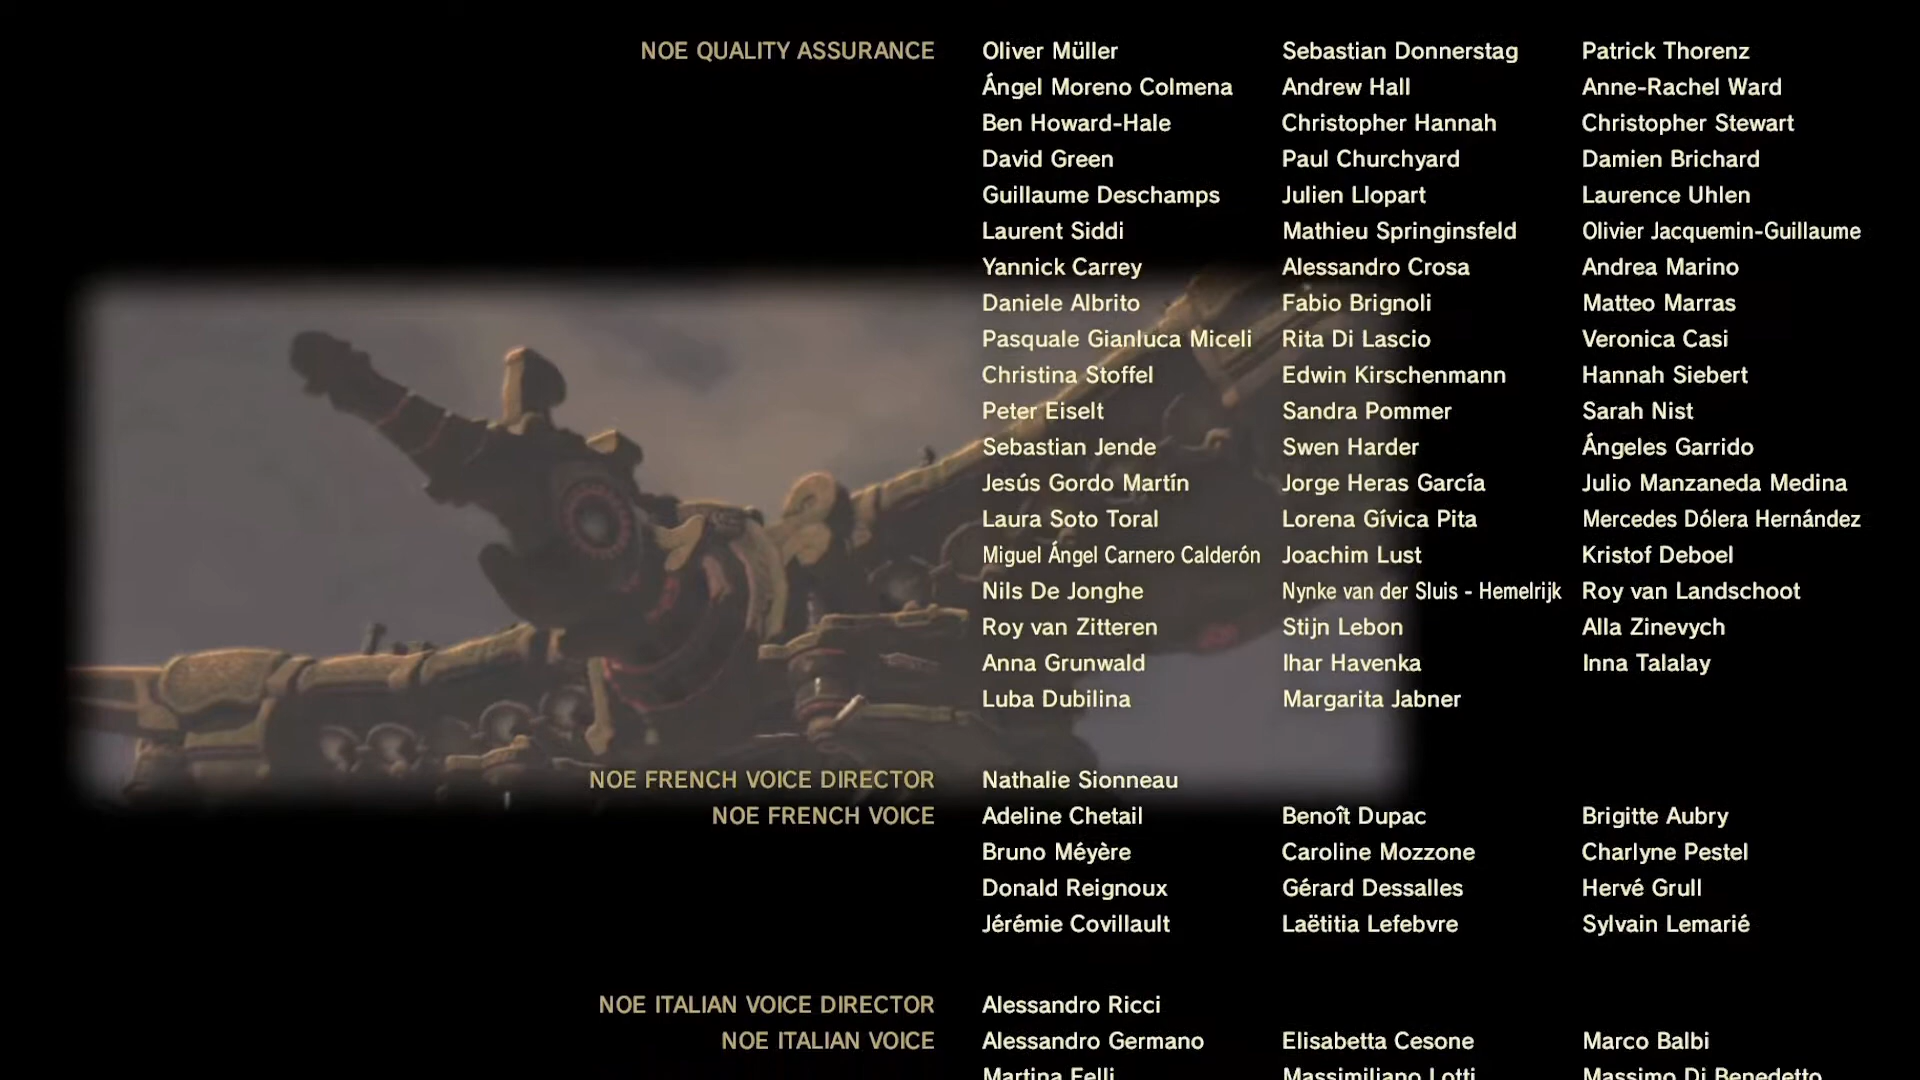 NOE QUALITY ASSURANCE Oliver Müller Sebastian Donnerstag Patrick Thorenz
Ángel Moreno Colmena Andrew Hall Anne-Rachel Ward
Ben Howard-Hale Christopher Hannah Christopher Stewart
David Green Paul Churchyard Damien Brichard
Guillaume Deschamps Julien Llopart Laurence Uhlen
Laurent Siddi Mathieu Springinsfeld Olivier Jacquemin-Guillaume
Yannick Carrey Alessandro Crosa Andrea Marino
Daniele Albrito Fabio Brignoli Matteo Marras
Pasquale Gianluca Miceli Rita Di Lascio Veronica Casi
Christina Stoffel Edwin Kirschenmann Hannah Siebert
Peter Eiselt Sandra Pommer Sarah Nist
Sebastian Jende Swen Harder Ángeles Garrido
Jesús Gordo Martín Jorge Heras García Julio Manzaneda Medina
Laura Soto Toral Lorena Gívica Pita Mercedes Dólera Hernández
Miguel Ángel Carnero Calderón Joachim Lust Kristof Deboel
Nils De Jonghe Nynke van der Sluis - Hemelrijk Roy van Landschoot
Roy van Zitteren Stijn Lebon Alla Zinevych
Anna Grunwald Ihar Havenka Inna Talalay
Luba Dubilina Margarita Jabner
NOE FRENCH VOICE DIRECTOR Nathalie Sionneau
NOE FRENCH VOICE Adeline Chetail Benoît Dupac Brigitte Aubry
Bruno Méyère Caroline Mozzone Charlyne Pestel
Donald Reignoux Gérard Dessalles Hervé Grull
Jérémie Covillault Laëtitia Lefebvre Sylvain Lemarié
NOE ITALIAN VOICE DIRECTOR Alessandro Ricci
NOE ITALIAN VOICE Alessandro Germano Elisabetta Cesone Marco Balbi
Martina Felli Massimiliano Lotti Massimo Di Benedetto